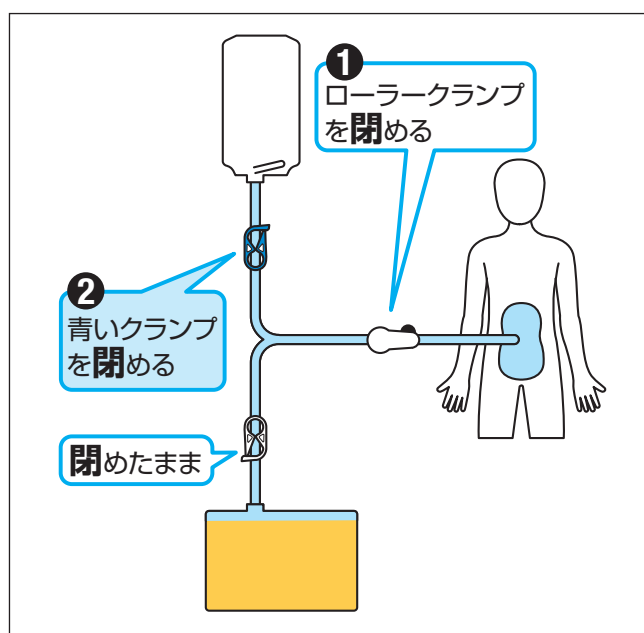 ❶
ローラークランプ
を閉める
❷
青いクランプ
を閉める
閉めたまま